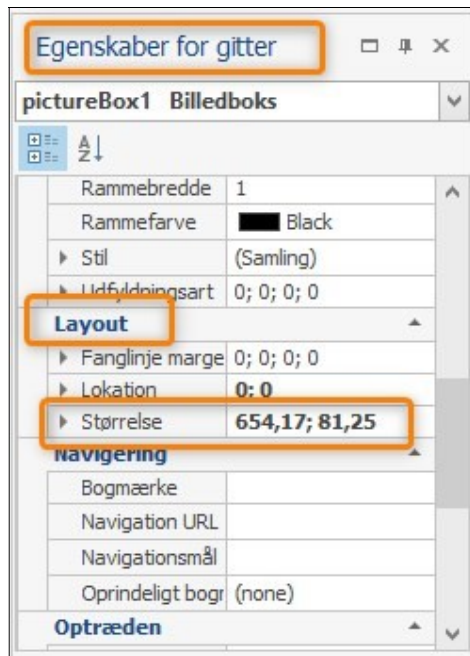 Egenskaber for gitter
pictureBox1 Billedboks
Rammebredde 1
Rammefarve Black
Stil (Samling)
Udfyldningsart 0; 0; 0; 0
Layout
Fanglinje marge 0; 0; 0; 0
Lokation 0; 0
Størrelse 654,17; 81,25
Navigering
Bogmærke
Navigation URL
Navigationsmål
Oprindeligt bogr (none)
Optræden